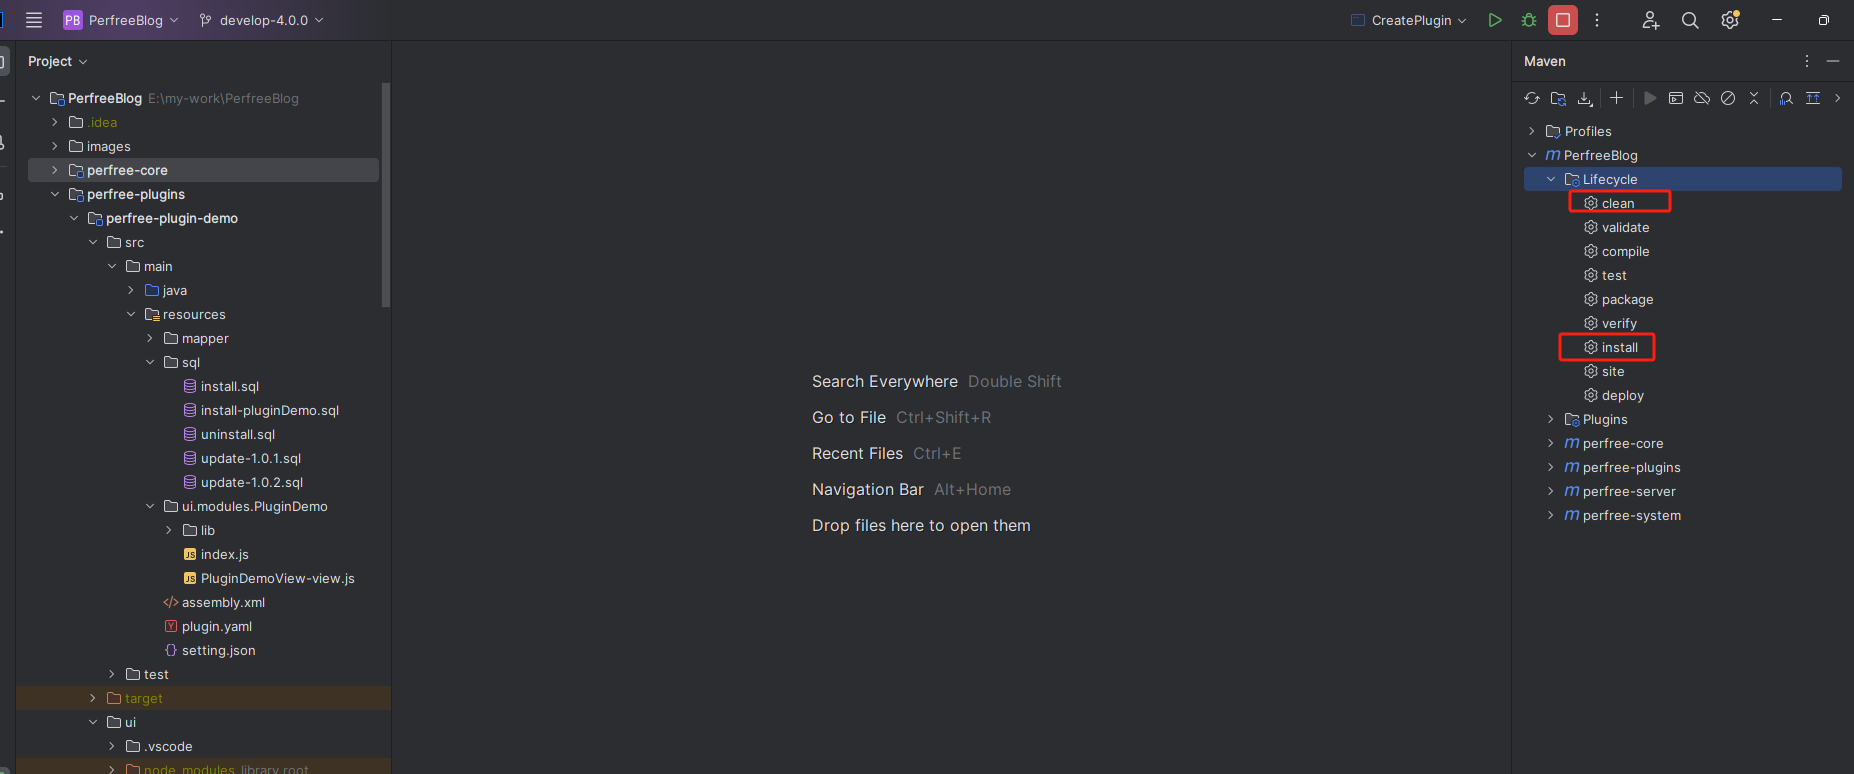 PB PerfreeBlog develop-4.0.0 CreatePlugin
Project
PerfreeBlog E:\my-work\PerfreeBlog
.idea
images
perfree-core
perfree-plugins
perfree-plugin-demo
src
main
java
resources
mapper
sql
install.sql
install-pluginDemo.sql
uninstall.sql
update-1.0.1.sql
update-1.0.2.sql
ui.modules.PluginDemo
lib
JS index.js
JS PluginDemoView-view.js
</> assembly.xml
Y plugin.yaml
{} setting.json
test
target
ui
.vscode
node_modules library root
Search Everywhere Double Shift
Go to File Ctrl+Shift+R
Recent Files Ctrl+E
Navigation Bar Alt+Home
Drop files here to open them
Maven
Profiles
m PerfreeBlog
Lifecycle
clean
validate
compile
test
package
verify
install
site
deploy
Plugins
m perfree-core
m perfree-plugins
m perfree-server
m perfree-system